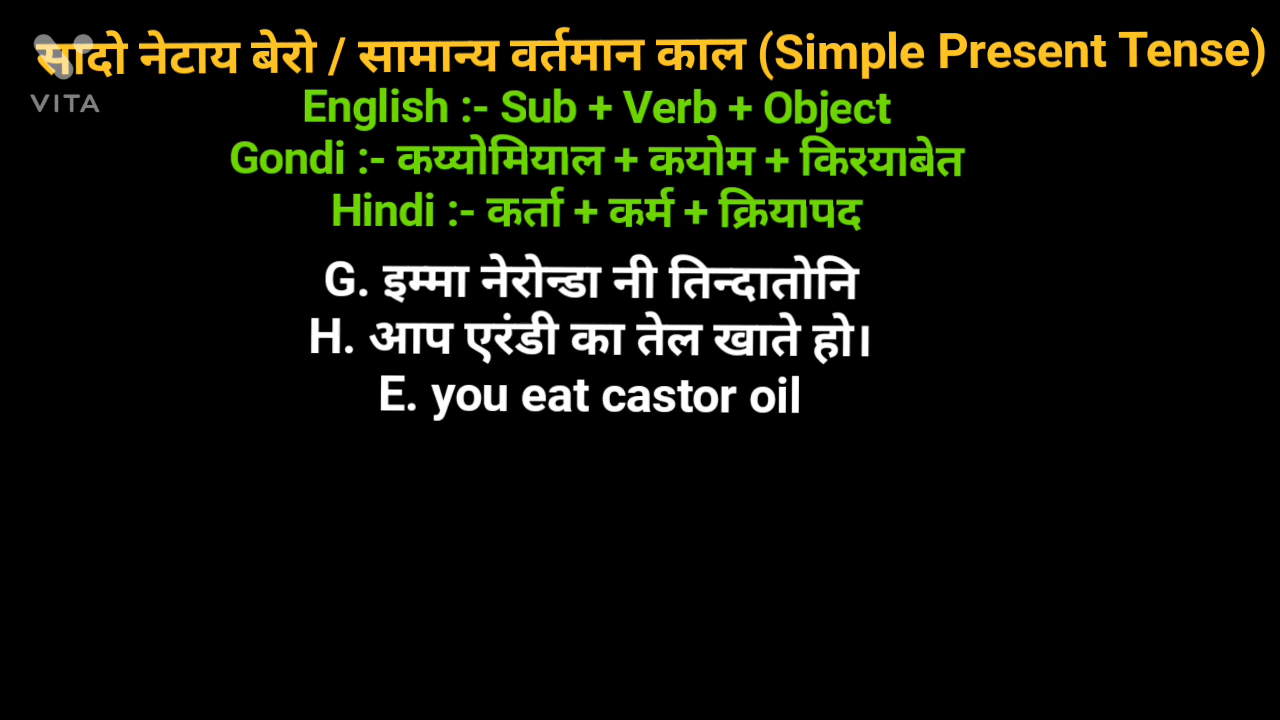 सादो नेटाय बेरो / सामान्य वर्तमान काल (Simple Present Tense)
VITA
English :- Sub + Verb + Object
Gondi :- कय्योमियाल + कयोम + किरयाबेत
Hindi :- कर्ता + कर्म + क्रियापद
G. इम्मा नेरोन्डा नी तिन्दातोनि
H. आप एरंडी का तेल खाते हो।
E. you eat castor oil